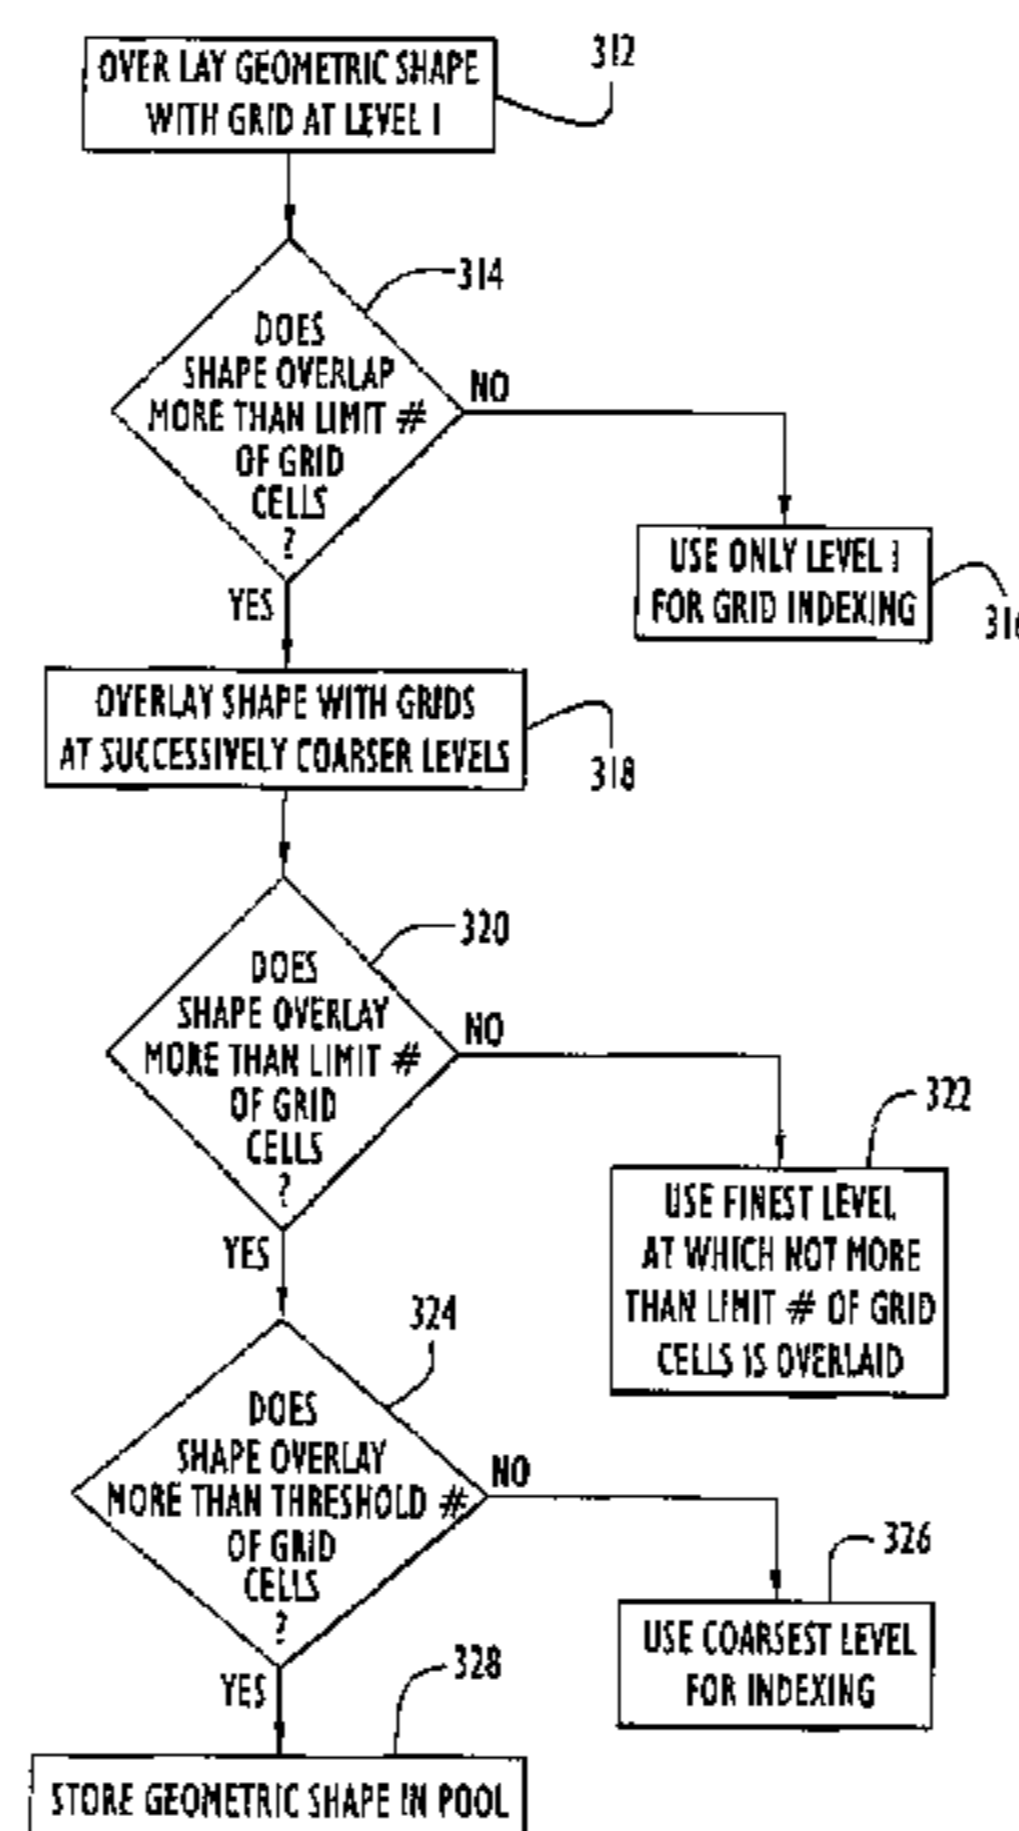 OVER LAY GEOMETRIC SHAPE
WITH GRID AT LEVEL 1
312
314
DOES
SHAPE OVERLAP
MORE THAN LIMIT #
OF GRID
CELLS
?
NO
YES
USE ONLY LEVEL 1
FOR GRID INDEXING
OVERLAY SHAPE WITH GRIDS
AT SUCCESSIVELY COARSER LEVELS
318
320
DOES
SHAPE OVERLAY
MORE THAN LIMIT #
OF GRID
CELLS
?
NO
YES
322
USE FINEST LEVEL
AT WHICH NOT MORE
THAN LIMIT # OF GRID
CELLS IS OVERLAID
324
DOES
SHAPE OVERLAY
MORE THAN THRESHOLD #
OF GRID
CELLS
?
NO
YES
326
USE COARSEST LEVEL
FOR INDEXING
328
STORE GEOMETRIC SHAPE IN POOL